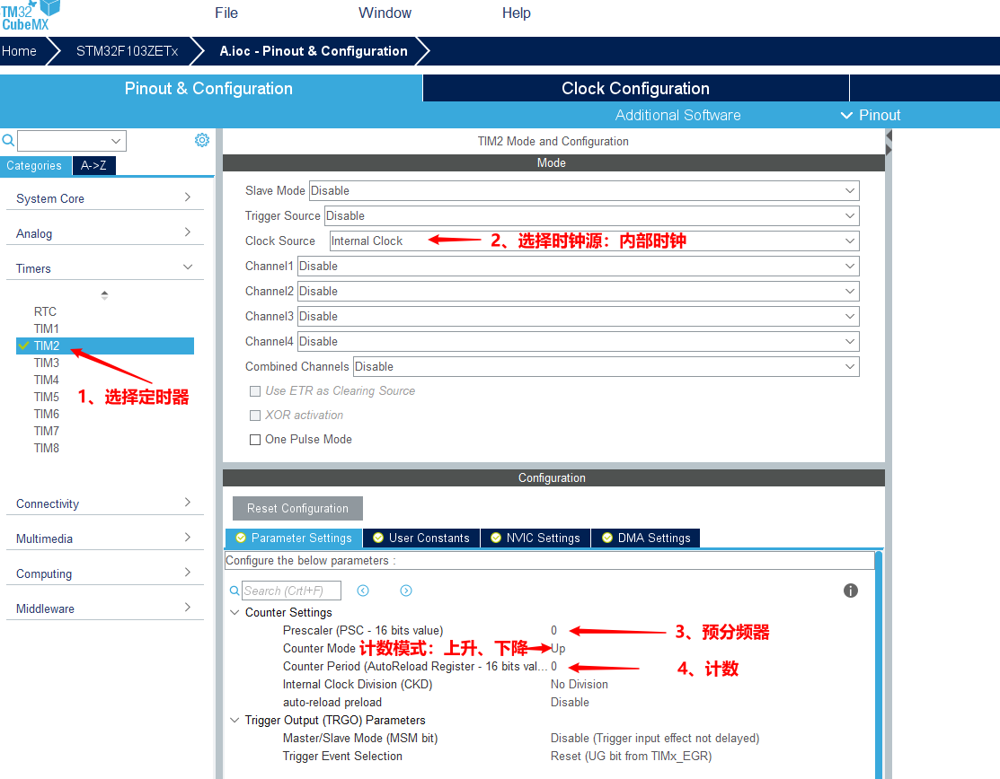 TM32
CubeMX
File
Window
Help
Home
STM32F103ZETx
A.ioc - Pinout & Configuration
Pinout & Configuration
Clock Configuration
Additional Software
Pinout
Categories
A->Z
System Core
Analog
Timers
RTC
TIM1
TIM2
TIM3
TIM4
TIM5
TIM6
TIM7
TIM8
1、选择定时器
Connectivity
Multimedia
Computing
Middleware
TIM2 Mode and Configuration
Mode
Slave Mode Disable
Trigger Source Disable
Clock Source Internal Clock 2、选择时钟源：内部时钟
Channel1 Disable
Channel2 Disable
Channel3 Disable
Channel4 Disable
Combined Channels Disable
Use ETR as Clearing Source
XOR activation
One Pulse Mode
Configuration
Reset Configuration
Parameter Settings
User Constants
NVIC Settings
DMA Settings
Configure the below parameters :
Search (Crtl+F)
Counter Settings
Prescaler (PSC - 16 bits value) 0 3、预分频器
Counter Mode 计数模式：上升、下降 Up
Counter Period (AutoReload Register - 16 bits val... 0 4、计数
Internal Clock Division (CKD) No Division
auto-reload preload Disable
Trigger Output (TRGO) Parameters
Master/Slave Mode (MSM bit) Disable (Trigger input effect not delayed)
Trigger Event Selection Reset (UG bit from TIMx_EGR)